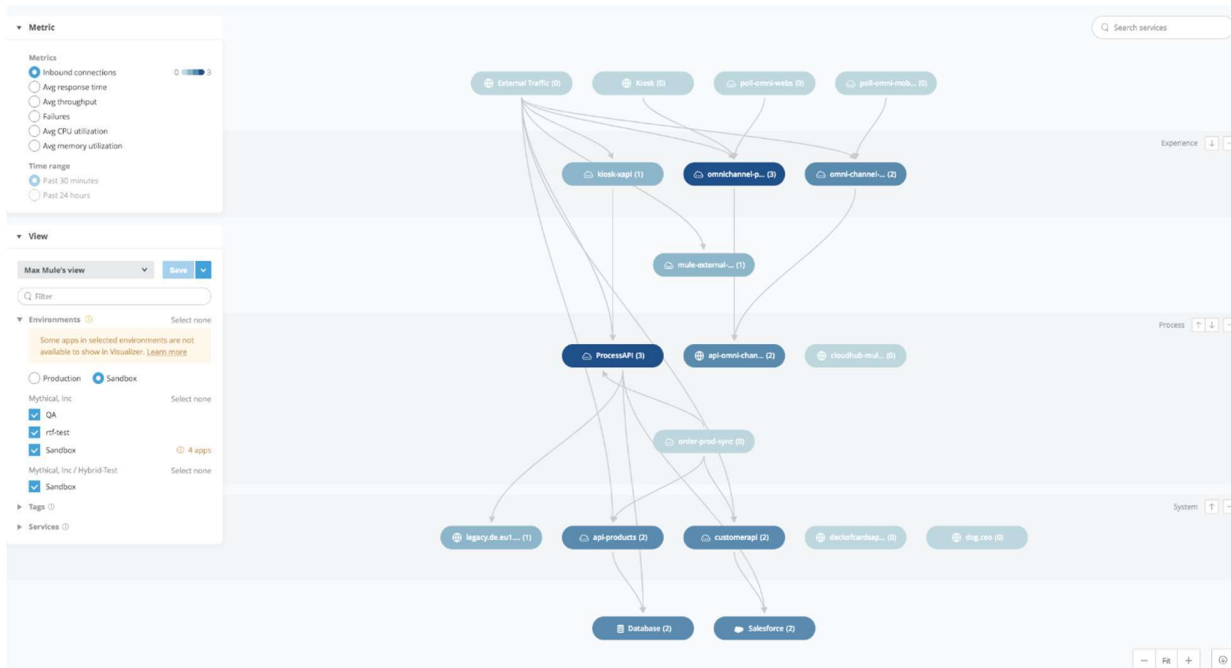 Metric
Metrics
Inbound connections 0 3
Avg response time
Avg throughput
Failures
Avg CPU utilization
Avg memory utilization
Time range
Past 30 minutes
Past 24 hours
View
Max Mule's view Save
Filter
Environments Select none
Some apps in selected environments are not
available to show in Visualizer. Learn more
Production Sandbox
Mythical, Inc Select none
QA
rtf-test
Sandbox 4 apps
Mythical, Inc / Hybrid-Test Select none
Sandbox
Tags
Services
Search services
External Traffic (0) Kiosk (0) poll-omni-webs (0) poll-omni-mob... (0)
Experience
kiosk-xapi (1) omnichannel-p... (3) omni-channel-... (2)
mule-external-... (1)
Process
ProcessAPI (3) api-omni-chan... (2) cloudhub-mul... (0)
order-prod-sync (0)
System
legacy.de.eu1.... (1) api-products (2) customerapi (2) deckofcardsap... (0) dog.ceo (0)
Database (2) Salesforce (2)
Fit